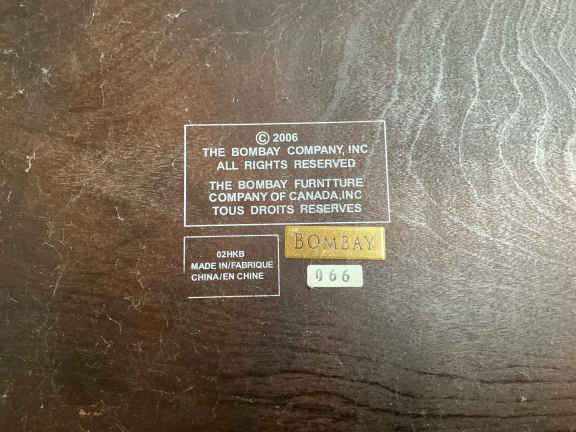 © 2006
THE BOMBAY COMPANY, INC
ALL RIGHTS RESERVED
THE BOMBAY FURNTTURE
COMPANY OF CANADA,INC
TOUS DROITS RESERVES
BOMBAY
02HKB
MADE IN/FABRIQUE
CHINA/EN CHINE
066